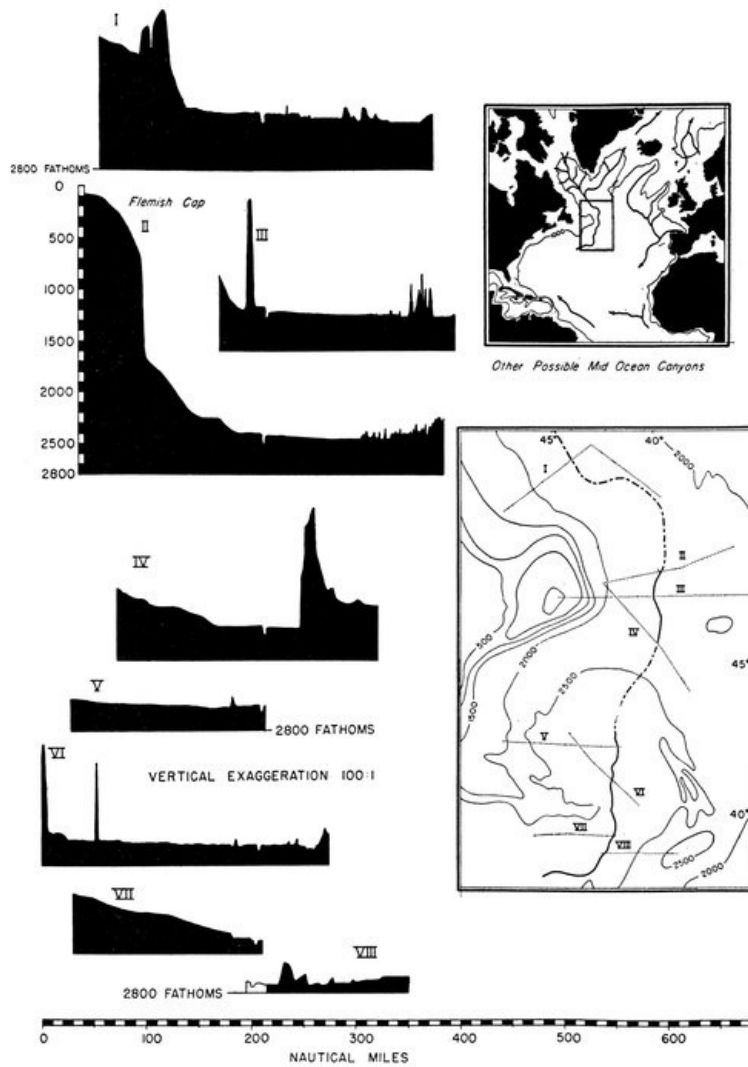 I
2800 FATHOMS
0
Flemish Cap
II
500
III
1000
1500
2000
2500
2800
Other Possible Mid Ocean Canyons
IV
V
2800 FATHOMS
VI
VERTICAL EXAGGERATION 100:1
VII
VIII
2800 FATHOMS
45°
40°
2000
I
II
III
500
IV
2000
45°
2500
1500
V
VI
40°
VII
VIII
2500
2000
0
100
200
300
400
500
600
NAUTICAL MILES